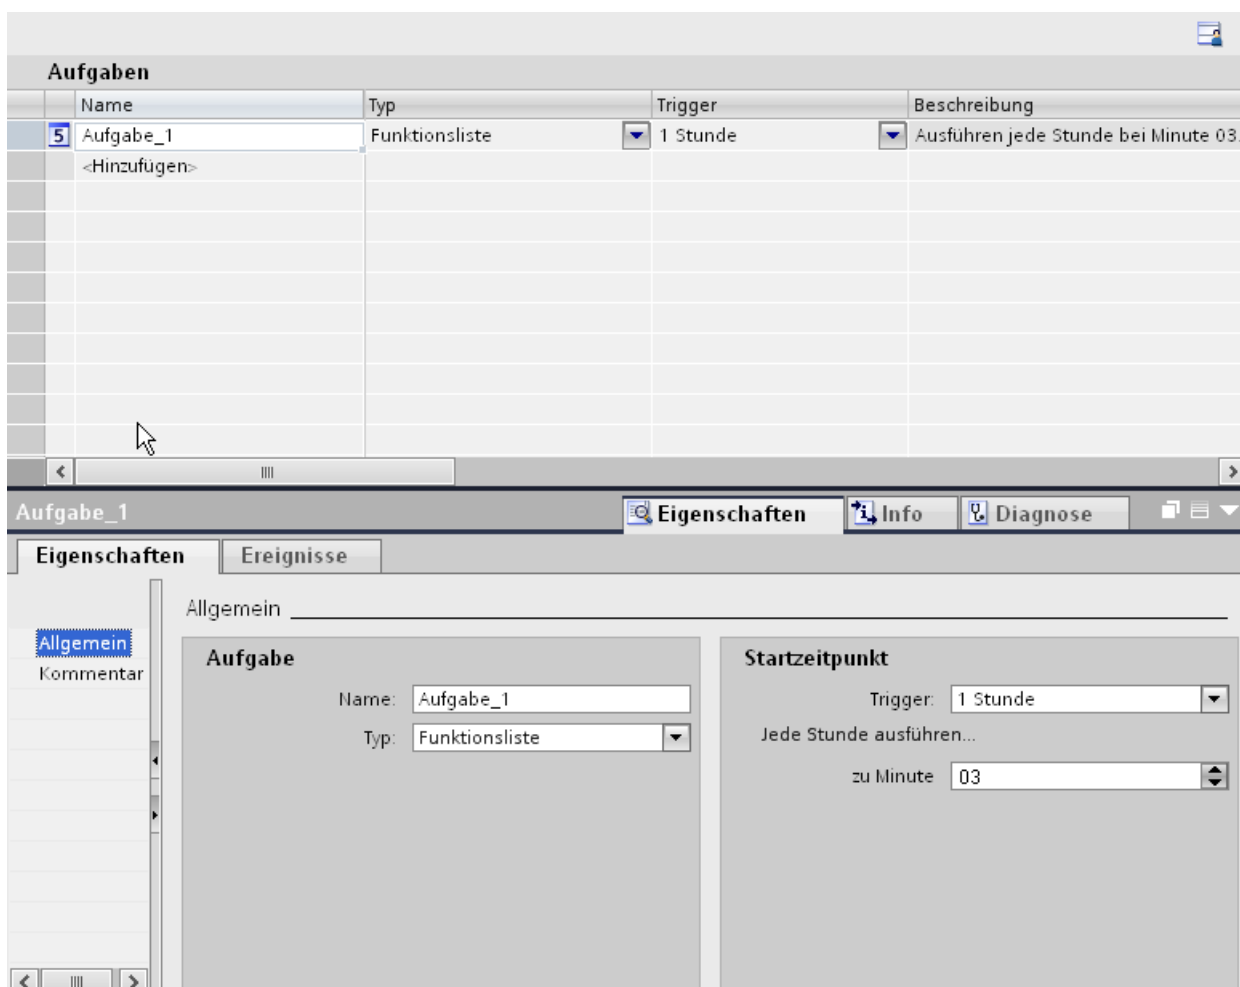 Aufgaben
Name Typ Trigger Beschreibung
5 Aufgabe_1 Funktionsliste 1 Stunde Ausführen jede Stunde bei Minute 03.
<Hinzufügen>
Aufgabe_1 Eigenschaften Info Diagnose
Eigenschaften Ereignisse
Allgemein
Allgemein
Kommentar
Aufgabe
Name: Aufgabe_1
Typ: Funktionsliste
Startzeitpunkt
Trigger: 1 Stunde
Jede Stunde ausführen...
zu Minute 03